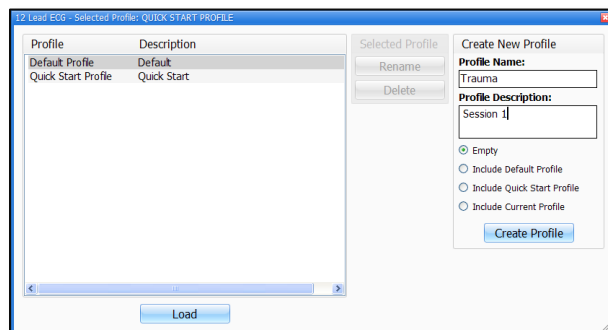 12 Lead ECG - Selected Profile: QUICK START PROFILE
Profile Description
Default Profile Default
Quick Start Profile Quick Start
Load
Selected Profile
Rename
Delete
Create New Profile
Profile Name:
Trauma
Profile Description:
Session 1
Empty
Include Default Profile
Include Quick Start Profile
Include Current Profile
Create Profile